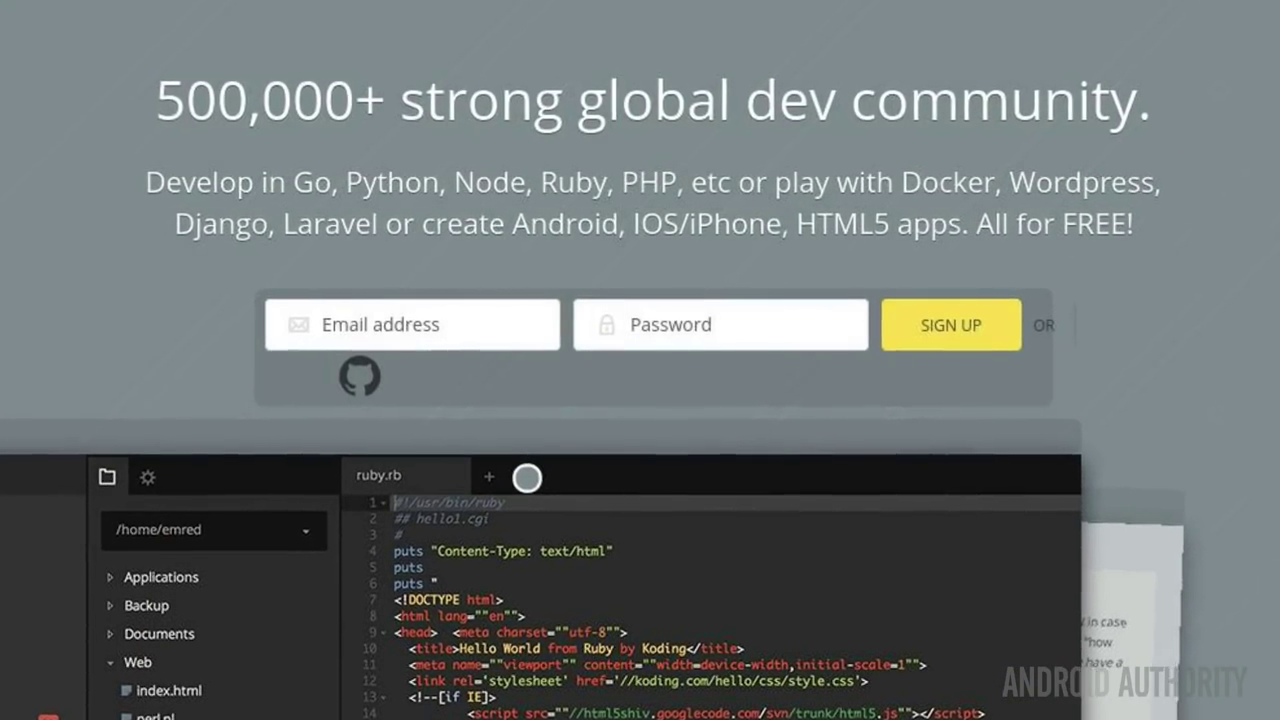 500,000+ strong global dev community.
Develop in Go, Python, Node, Ruby, PHP, etc or play with Docker, Wordpress,
Django, Laravel or create Android, IOS/iPhone, HTML5 apps. All for FREE!
Email address
Password
SIGN UP
OR
ruby.rb
+
/home/emred
Applications
Backup
Documents
Web
index.html
perl.pl
1 #!/usr/bin/ruby
2 ## hello1.cgi
3 #
4 puts "Content-Type: text/html"
5 puts
6 puts "
7 <!DOCTYPE html>
8 <html lang=""en"">
9 <head> <meta charset=""utf-8"">
10 <title>Hello World from Ruby by Koding</title>
11 <meta name=""viewport"" content=""width=device-width,initial-scale=1"">
12 <link rel='stylesheet' href='//koding.com/hello/css/style.css'>
13 <!--[if IE]>
14 <script src=""//html5shiv.googlecode.com/svn/trunk/html5.js""></script>
in case
"how
have a
ANDROID AUTHORITY